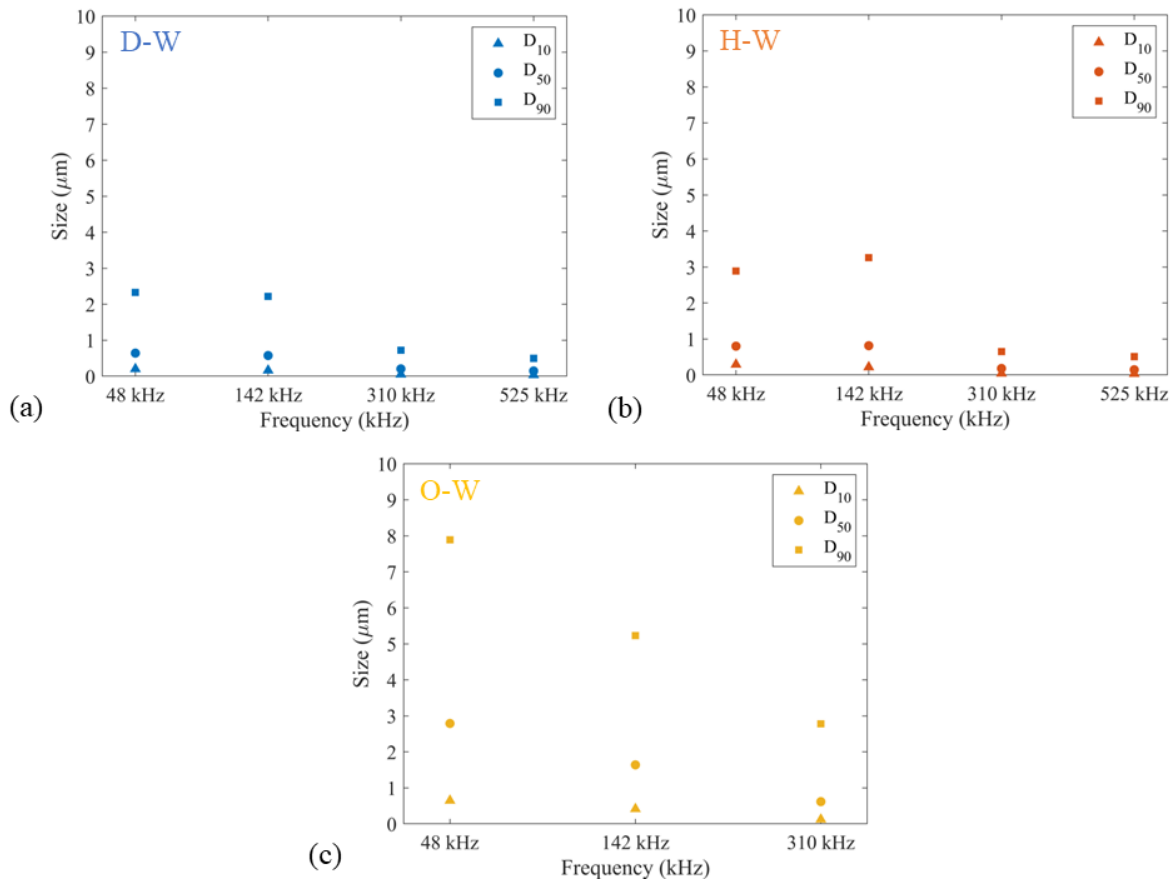 D-W
D10
D50
D90
10
9
8
7
6
5
4
3
2
1
0
Size (μm)
48 kHz 142 kHz 310 kHz 525 kHz
Frequency (kHz)
(a)
H-W
D10
D50
D90
10
9
8
7
6
5
4
3
2
1
0
Size (μm)
48 kHz 142 kHz 310 kHz 525 kHz
Frequency (kHz)
(b)
O-W
D10
D50
D90
10
9
8
7
6
5
4
3
2
1
0
Size (μm)
48 kHz 142 kHz 310 kHz
Frequency (kHz)
(c)